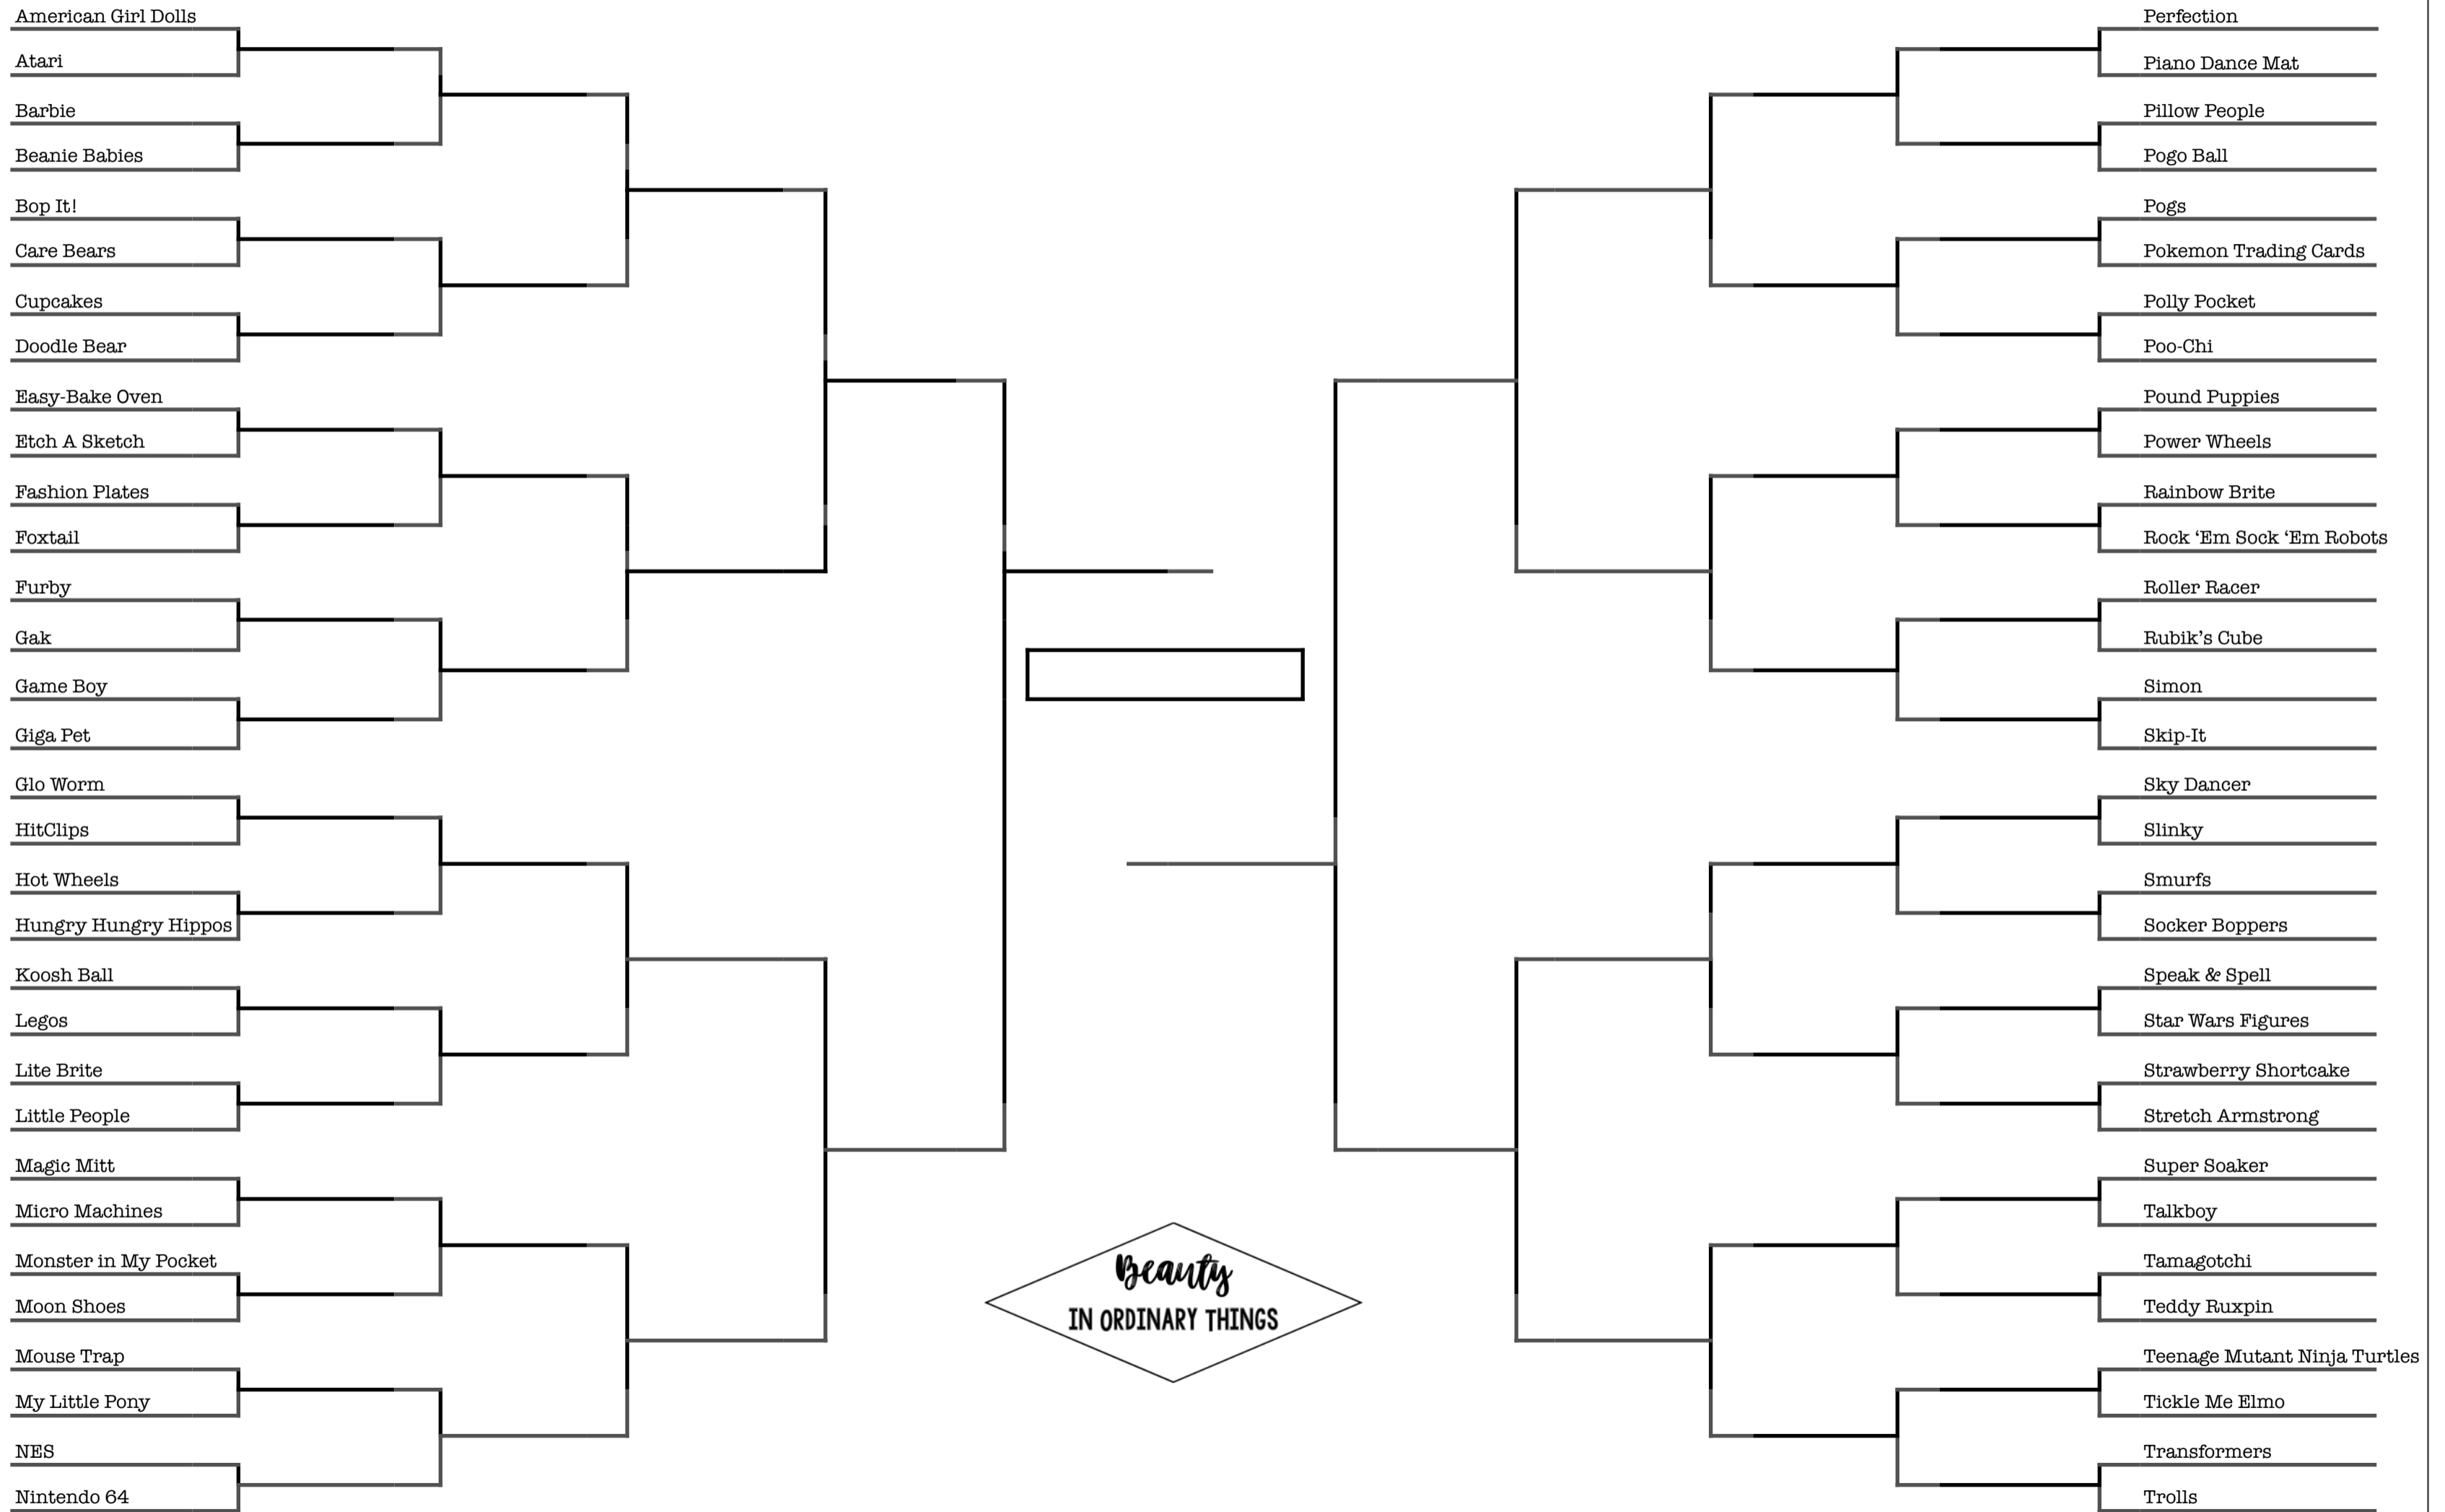 American Girl Dolls
Atari
Barbie
Beanie Babies
Bop It!
Care Bears
Cupcakes
Doodle Bear
Easy-Bake Oven
Etch A Sketch
Fashion Plates
Foxtail
Furby
Gak
Game Boy
Giga Pet
Glo Worm
HitClips
Hot Wheels
Hungry Hungry Hippos
Koosh Ball
Legos
Lite Brite
Little People
Magic Mitt
Micro Machines
Monster in My Pocket
Moon Shoes
Mouse Trap
My Little Pony
NES
Nintendo 64
Beauty
IN ORDINARY THINGS
Perfection
Piano Dance Mat
Pillow People
Pogo Ball
Pogs
Pokemon Trading Cards
Polly Pocket
Poo-Chi
Pound Puppies
Power Wheels
Rainbow Brite
Rock ‘Em Sock ‘Em Robots
Roller Racer
Rubik’s Cube
Simon
Skip-It
Sky Dancer
Slinky
Smurfs
Socker Boppers
Speak & Spell
Star Wars Figures
Strawberry Shortcake
Stretch Armstrong
Super Soaker
Talkboy
Tamagotchi
Teddy Ruxpin
Teenage Mutant Ninja Turtles
Tickle Me Elmo
Transformers
Trolls